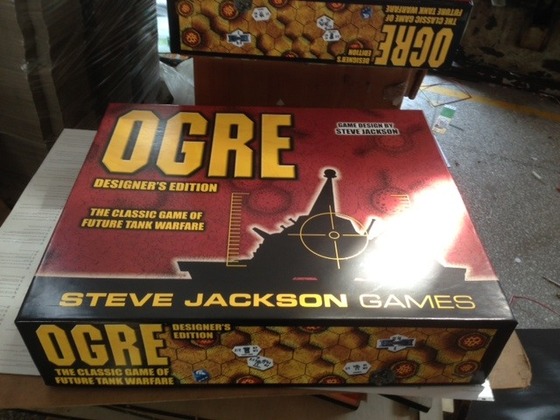 THE CLASSIC GAME OF
FUTURE TANK WARFARE
OGRE
DESIGNER'S
EDITION
OGRE
DESIGNER'S EDITION
GAME DESIGN BY
STEVE JACKSON
THE CLASSIC GAME OF
FUTURE TANK WARFARE
STEVE JACKSON GAMES
OGRE
DESIGNER'S
EDITION
THE CLASSIC GAME OF
FUTURE TANK WARFARE